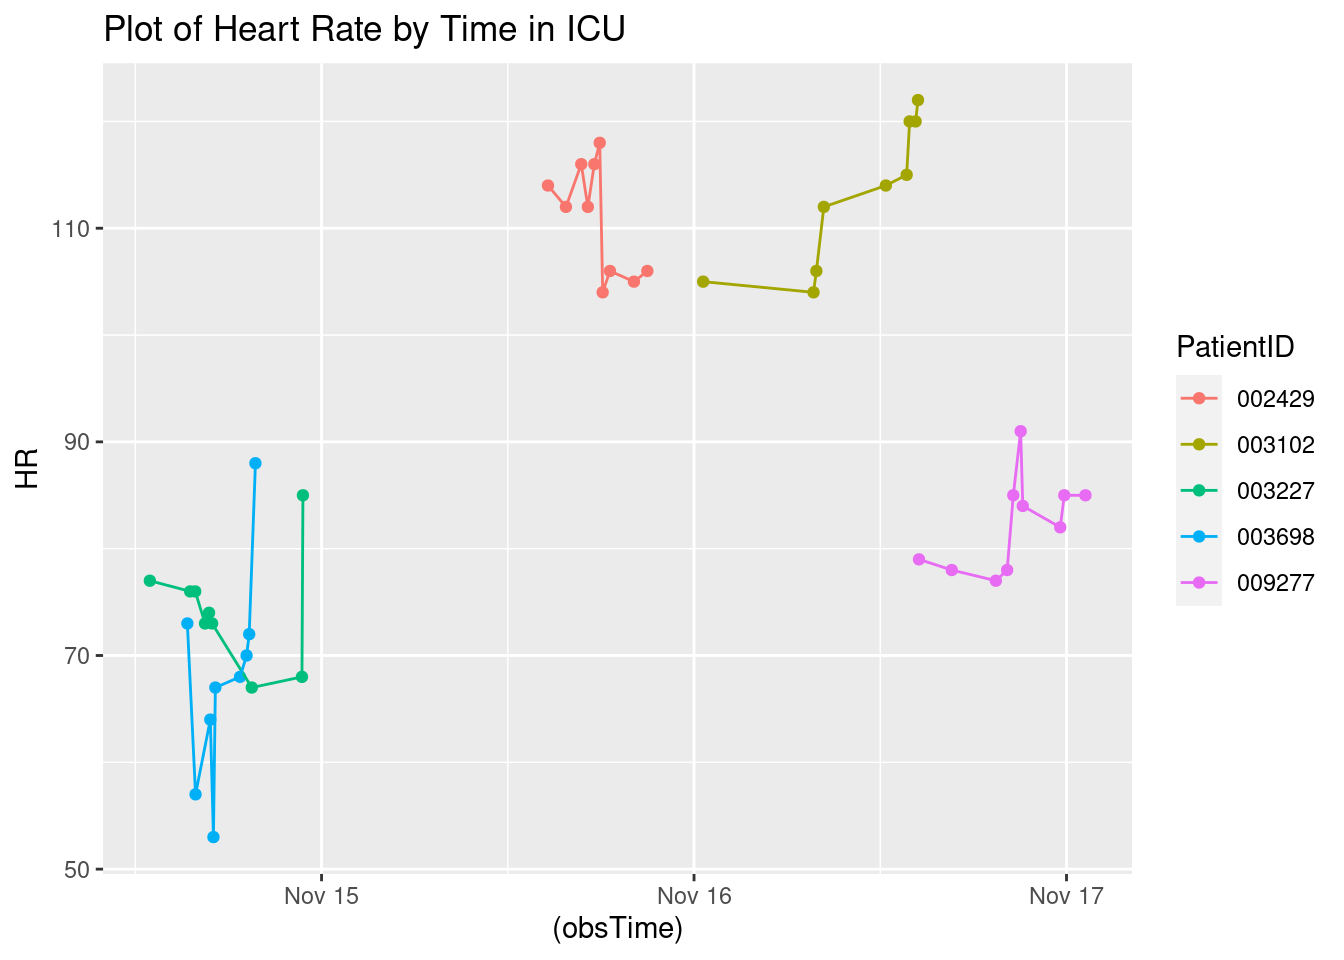 Plot of Heart Rate by Time in ICU
110
90
70
50
HR
Nov 15
Nov 16
Nov 17
(obsTime)
PatientID
002429
003102
003227
003698
009277